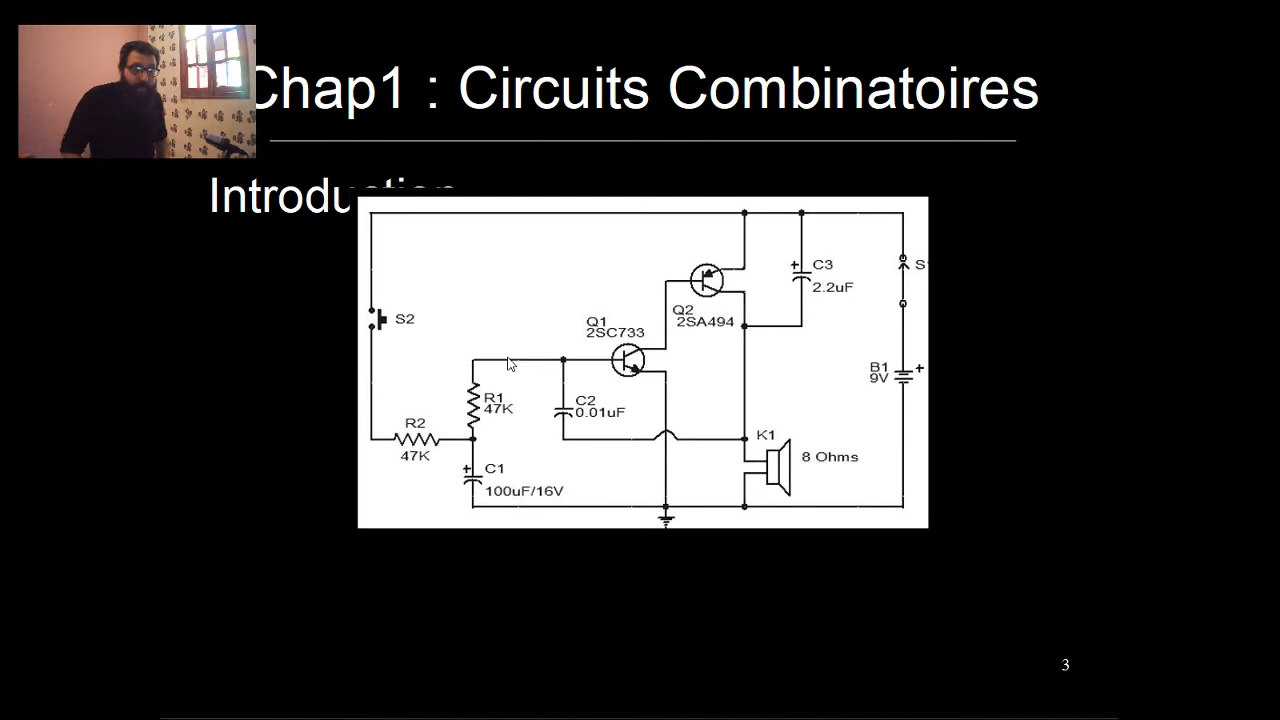 Chap1 : Circuits Combinatoires
Introduction
C3
2.2uF
S2
Q1
2SC733
Q2
2SA494
B1
9V
R1
47K
C2
0.01uF
R2
47K
K1
8 Ohms
C1
100uF/16V
3